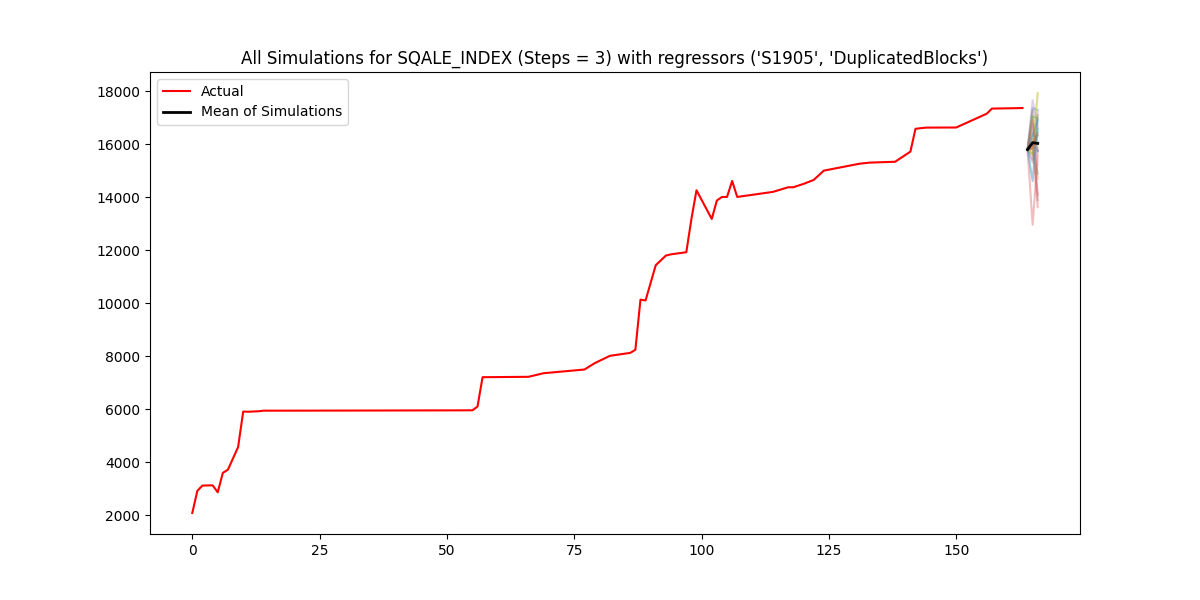 All Simulations for SQALE_INDEX (Steps = 3) with regressors ('S1905', 'DuplicatedBlocks')
Actual
Mean of Simulations
18000
16000
14000
12000
10000
8000
6000
4000
2000
0 25 50 75 100 125 150